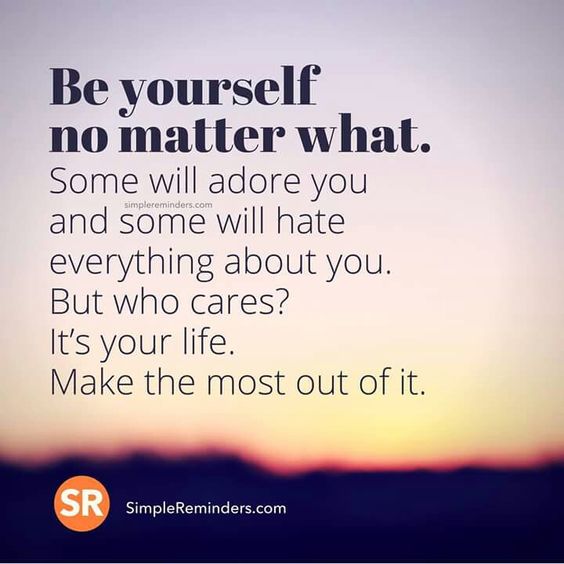 Be yourself
no matter what.
Some will adore you
simplereminders.com
and some will hate
everything about you.
But who cares?
It's your life.
Make the most out of it.
SR
SimpleReminders.com